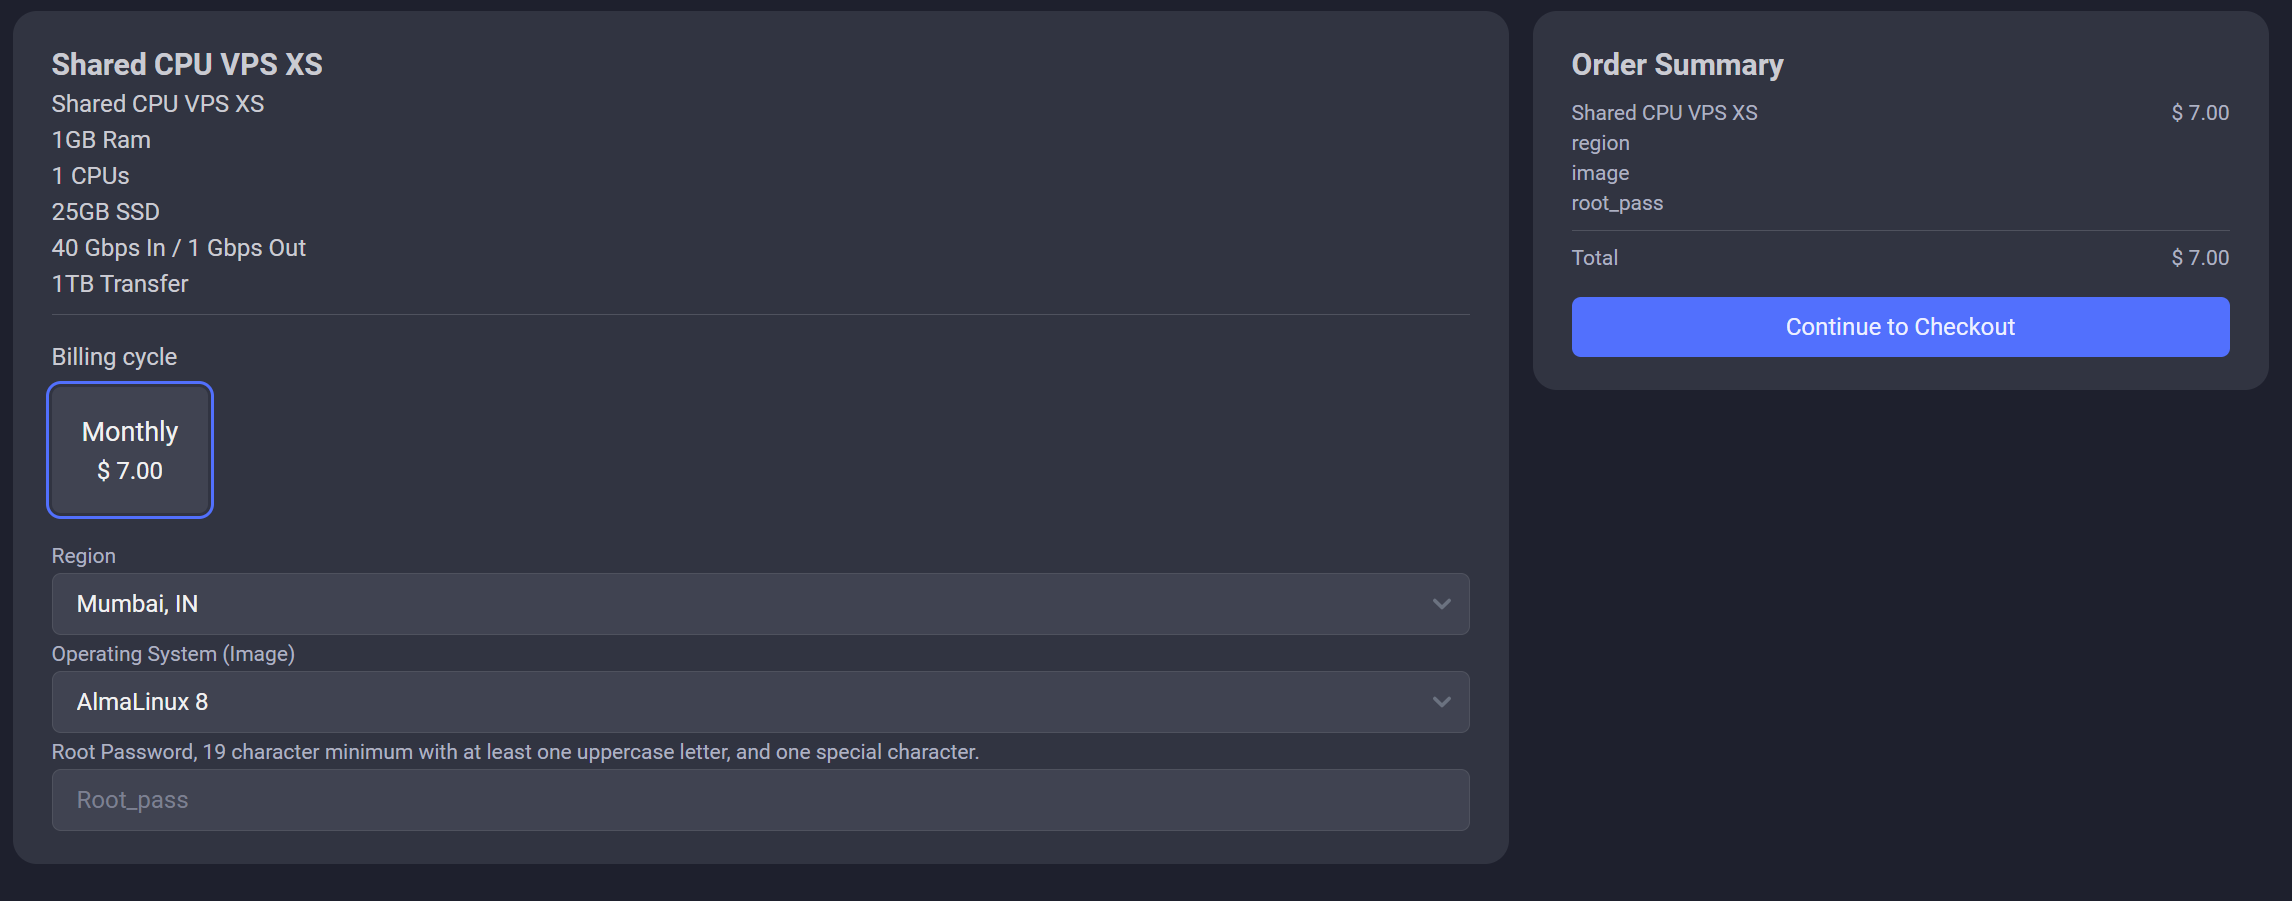 Shared CPU VPS XS
Shared CPU VPS XS
1GB Ram
1 CPUs
25GB SSD
40 Gbps In / 1 Gbps Out
1TB Transfer
Billing cycle
Monthly
$ 7.00
Region
Mumbai, IN
Operating System (Image)
AlmaLinux 8
Root Password, 19 character minimum with at least one uppercase letter, and one special character.
Root_pass
Order Summary
Shared CPU VPS XS $ 7.00
region
image
root_pass
Total $ 7.00
Continue to Checkout